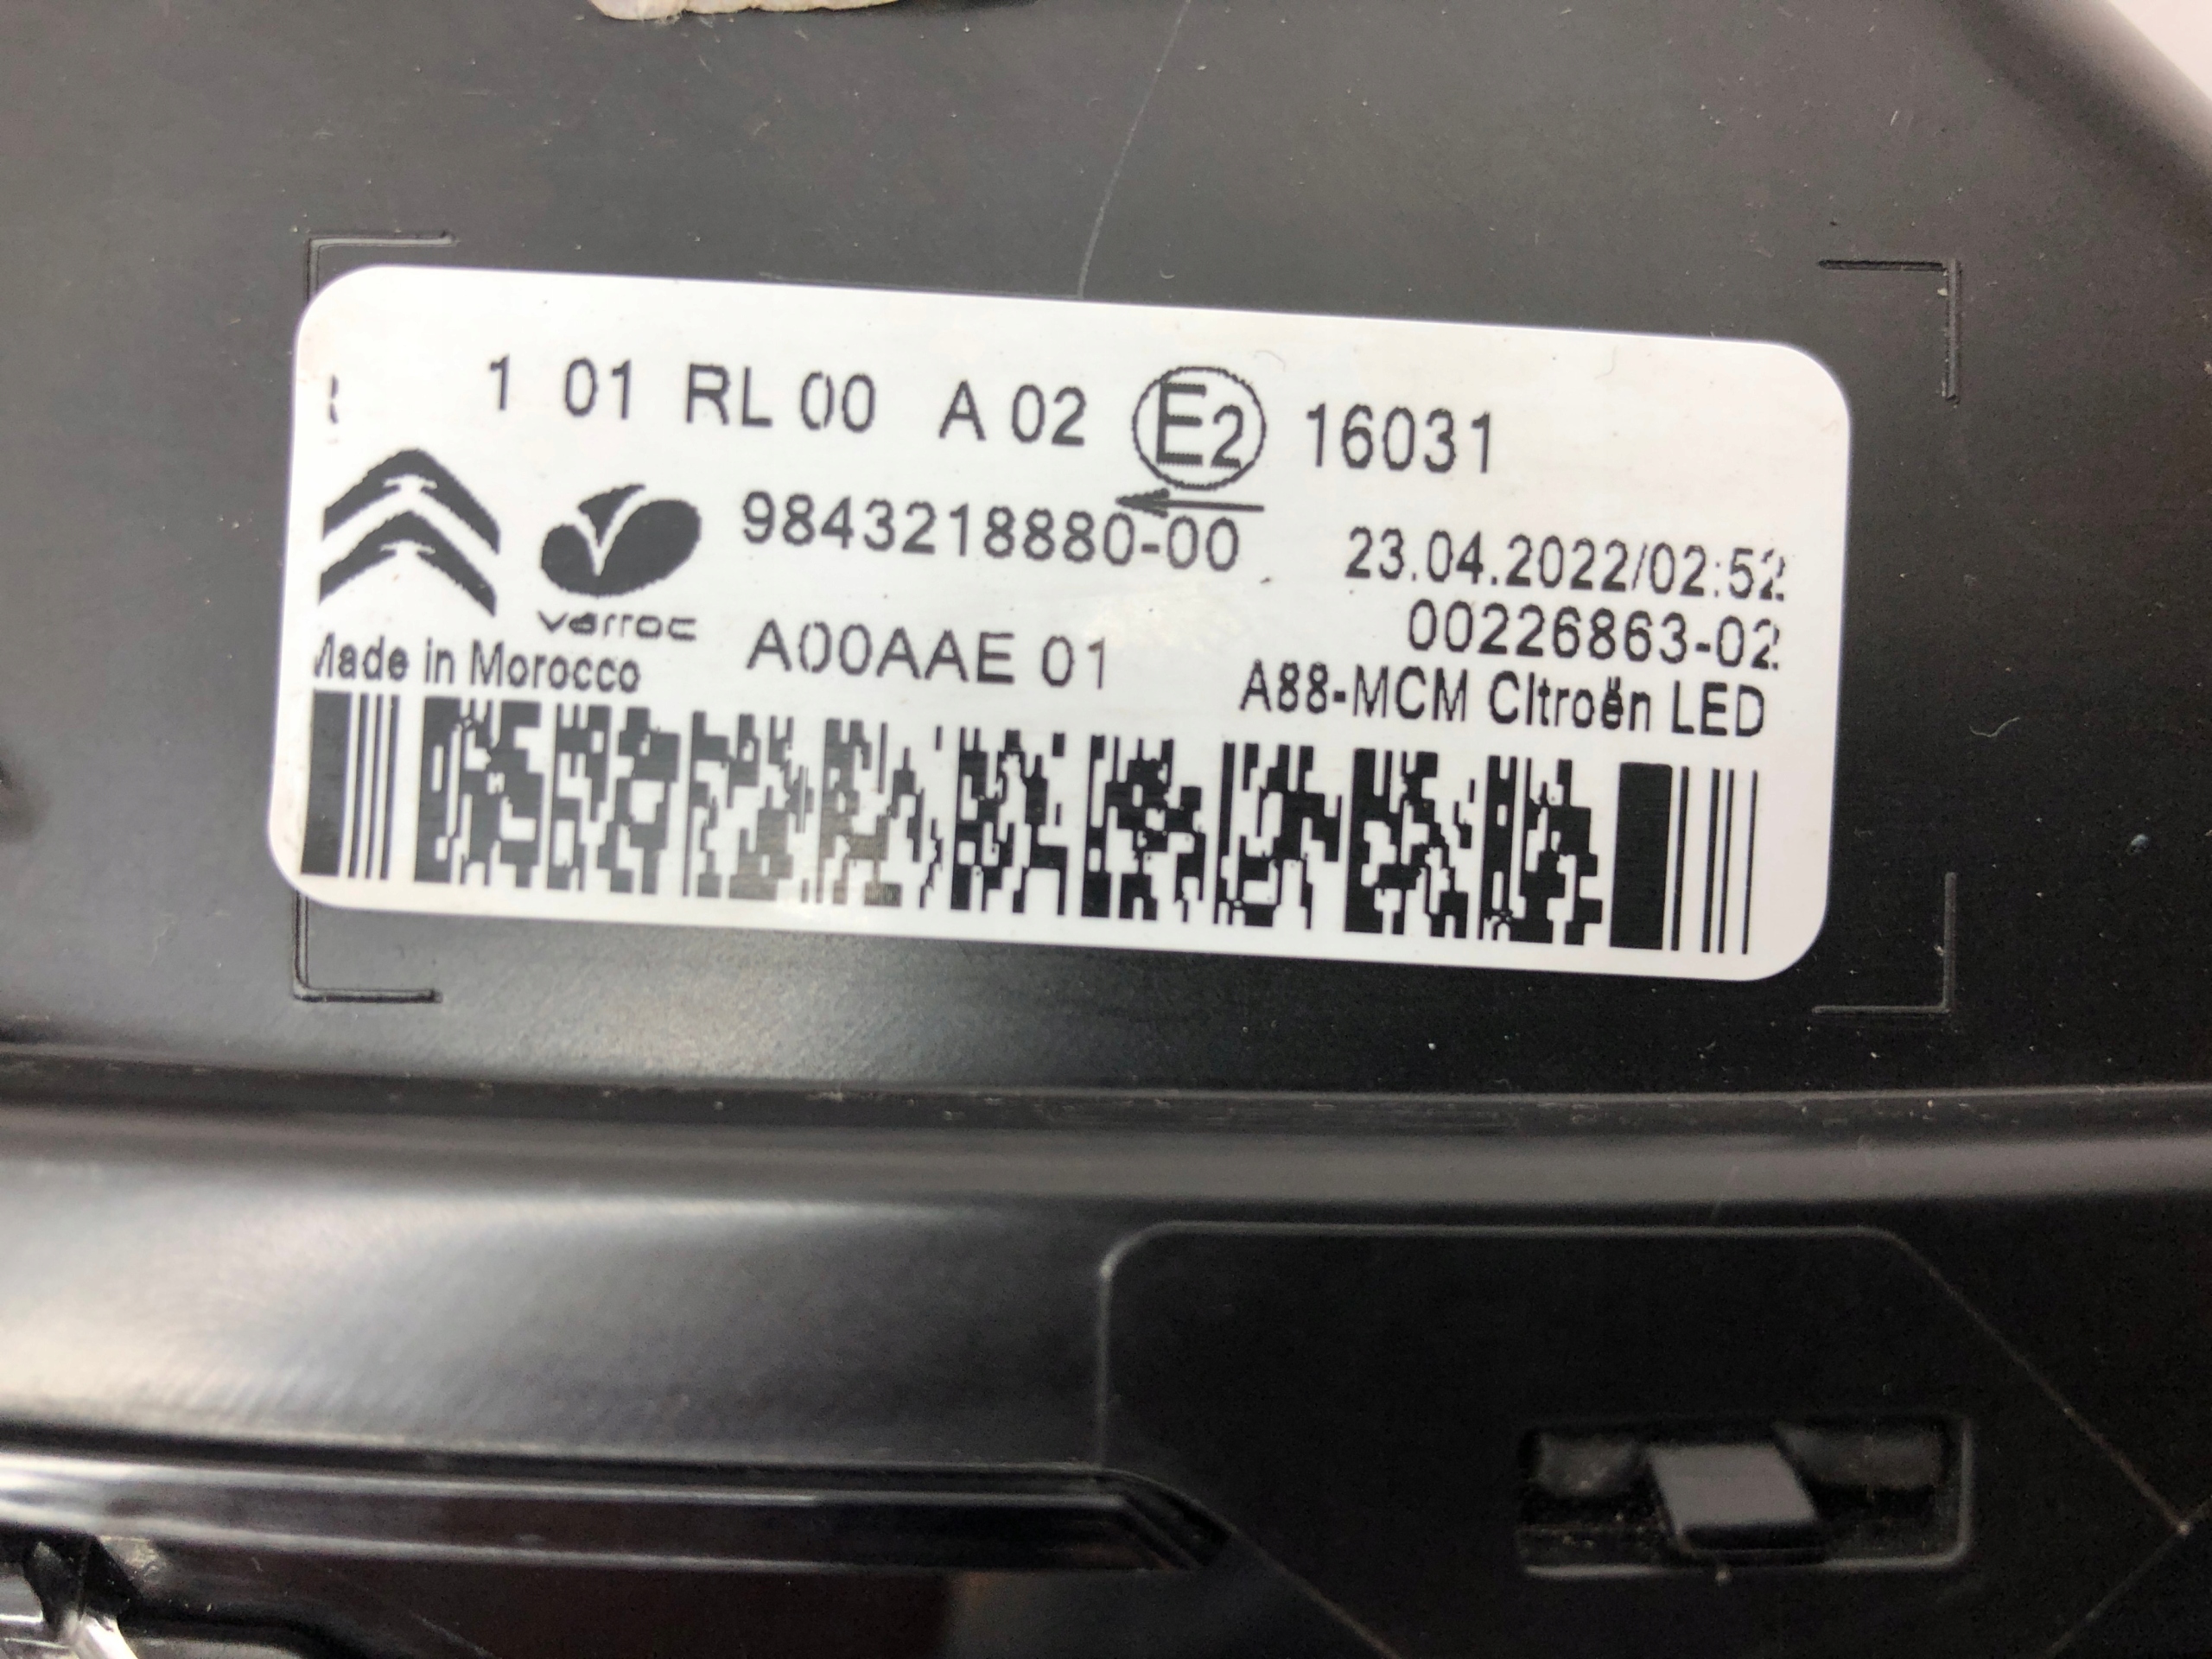 1 01 RL 00 A 02 E2 16031
9843218880-00
23.04.2022/02:52
varroc
A00AAE 01
00226863-02
Made in Morocco
A88-MCM Citroën LED